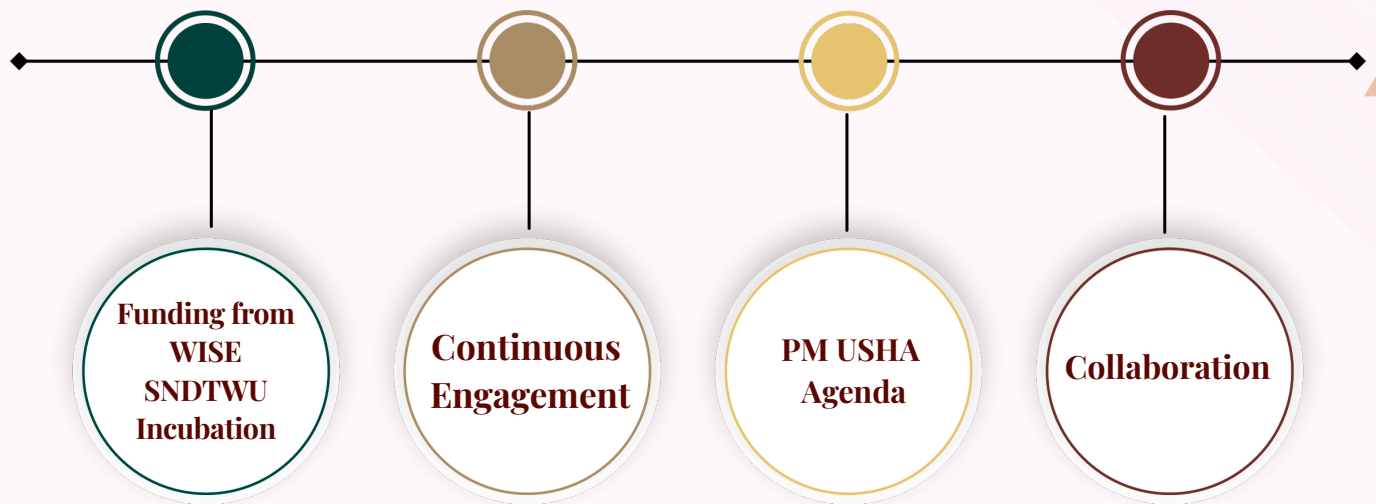 Funding from
WISE
SNDTWU
Incubation
Continuous
Engagement
PM USHA
Agenda
Collaboration